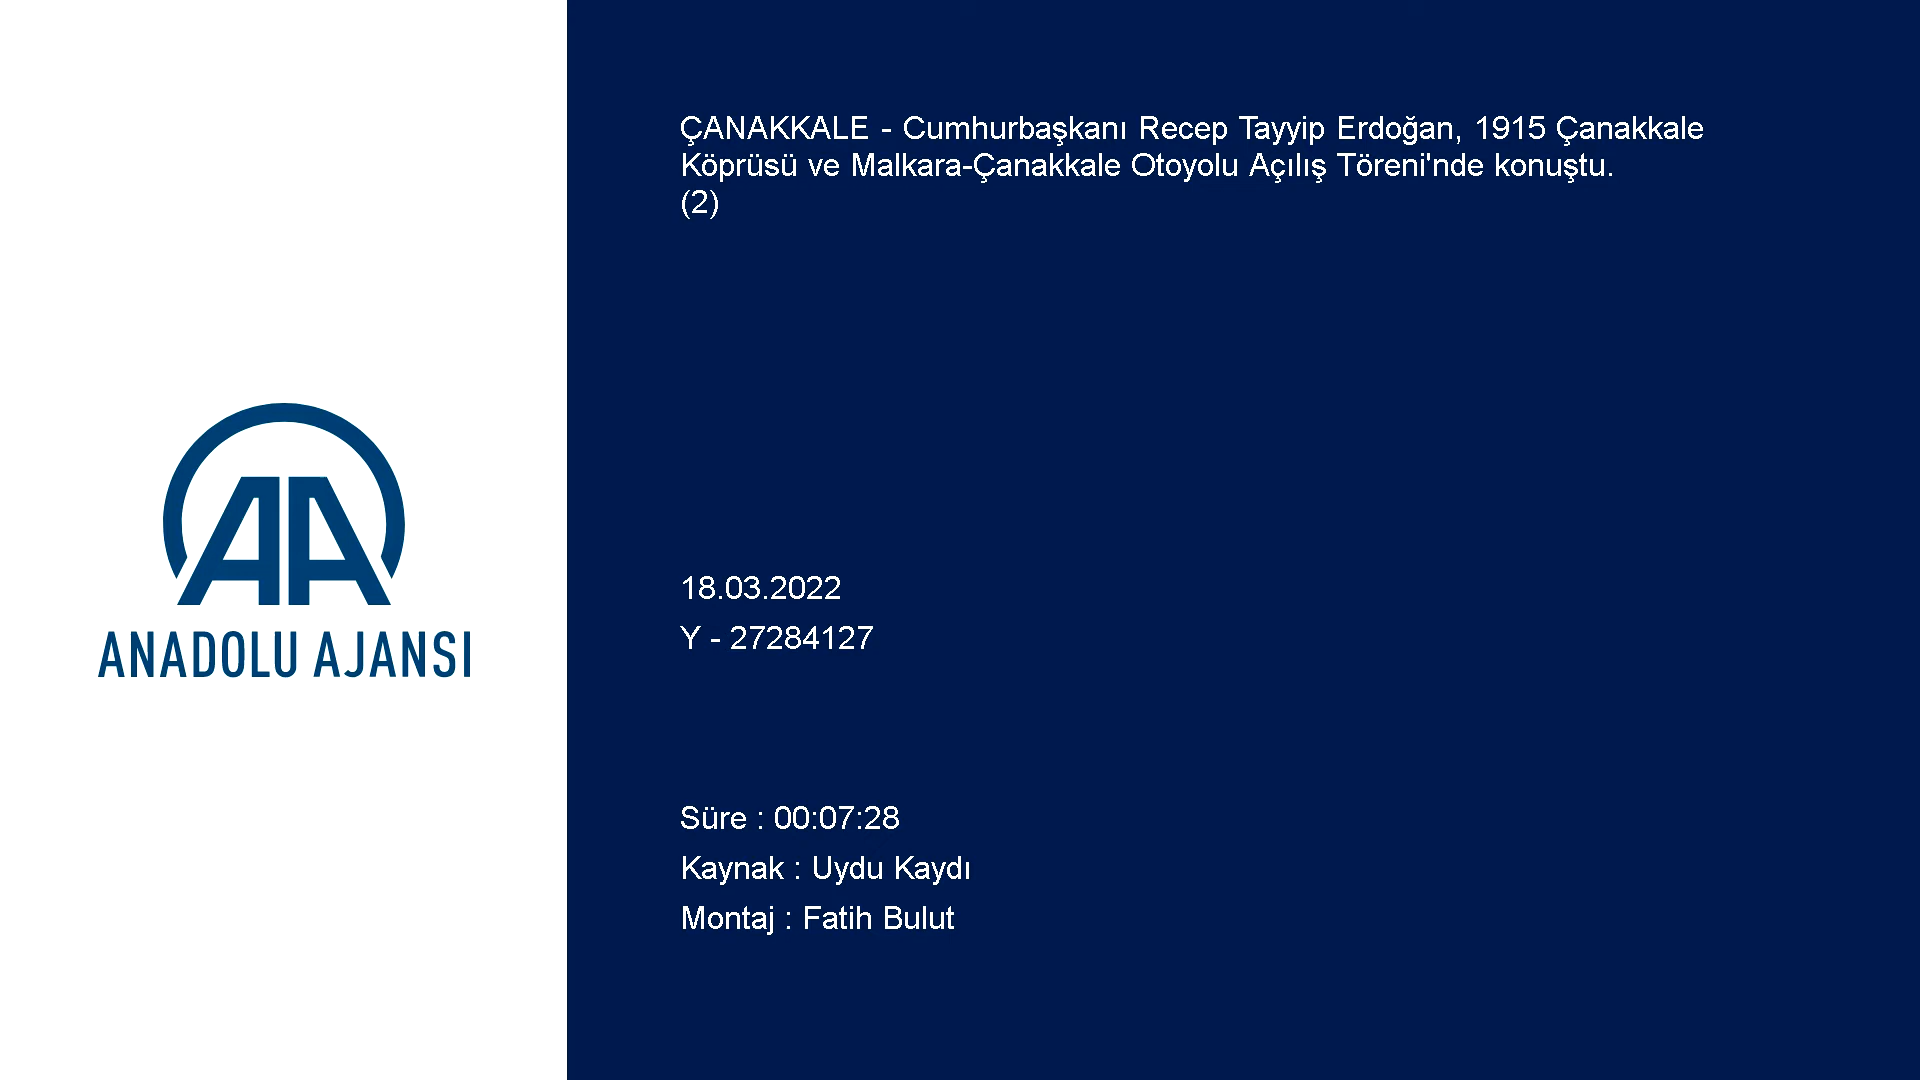 ÇANAKKALE - Cumhurbaşkanı Recep Tayyip Erdoğan, 1915 Çanakkale
Köprüsü ve Malkara-Çanakkale Otoyolu Açılış Töreni'nde konuştu.
(2)
AA
ANADOLU AJANSI
18.03.2022
Y - 27284127
Süre : 00:07:28
Kaynak : Uydu Kaydı
Montaj : Fatih Bulut